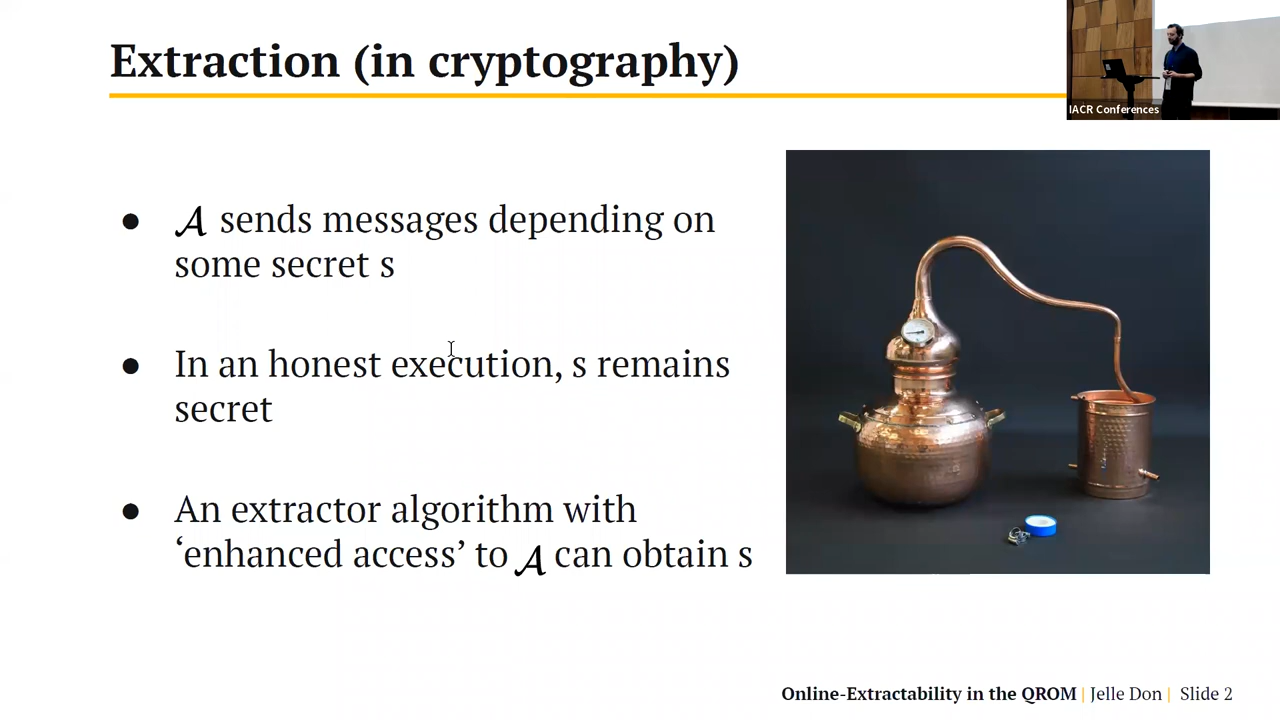 Extraction (in cryptography)
IACR Conferences
● 𝒜 sends messages depending on
some secret s
● In an honest execution, s remains
secret
● An extractor algorithm with
‘enhanced access’ to 𝒜 can obtain s
Online-Extractability in the QROM | Jelle Don | Slide 2